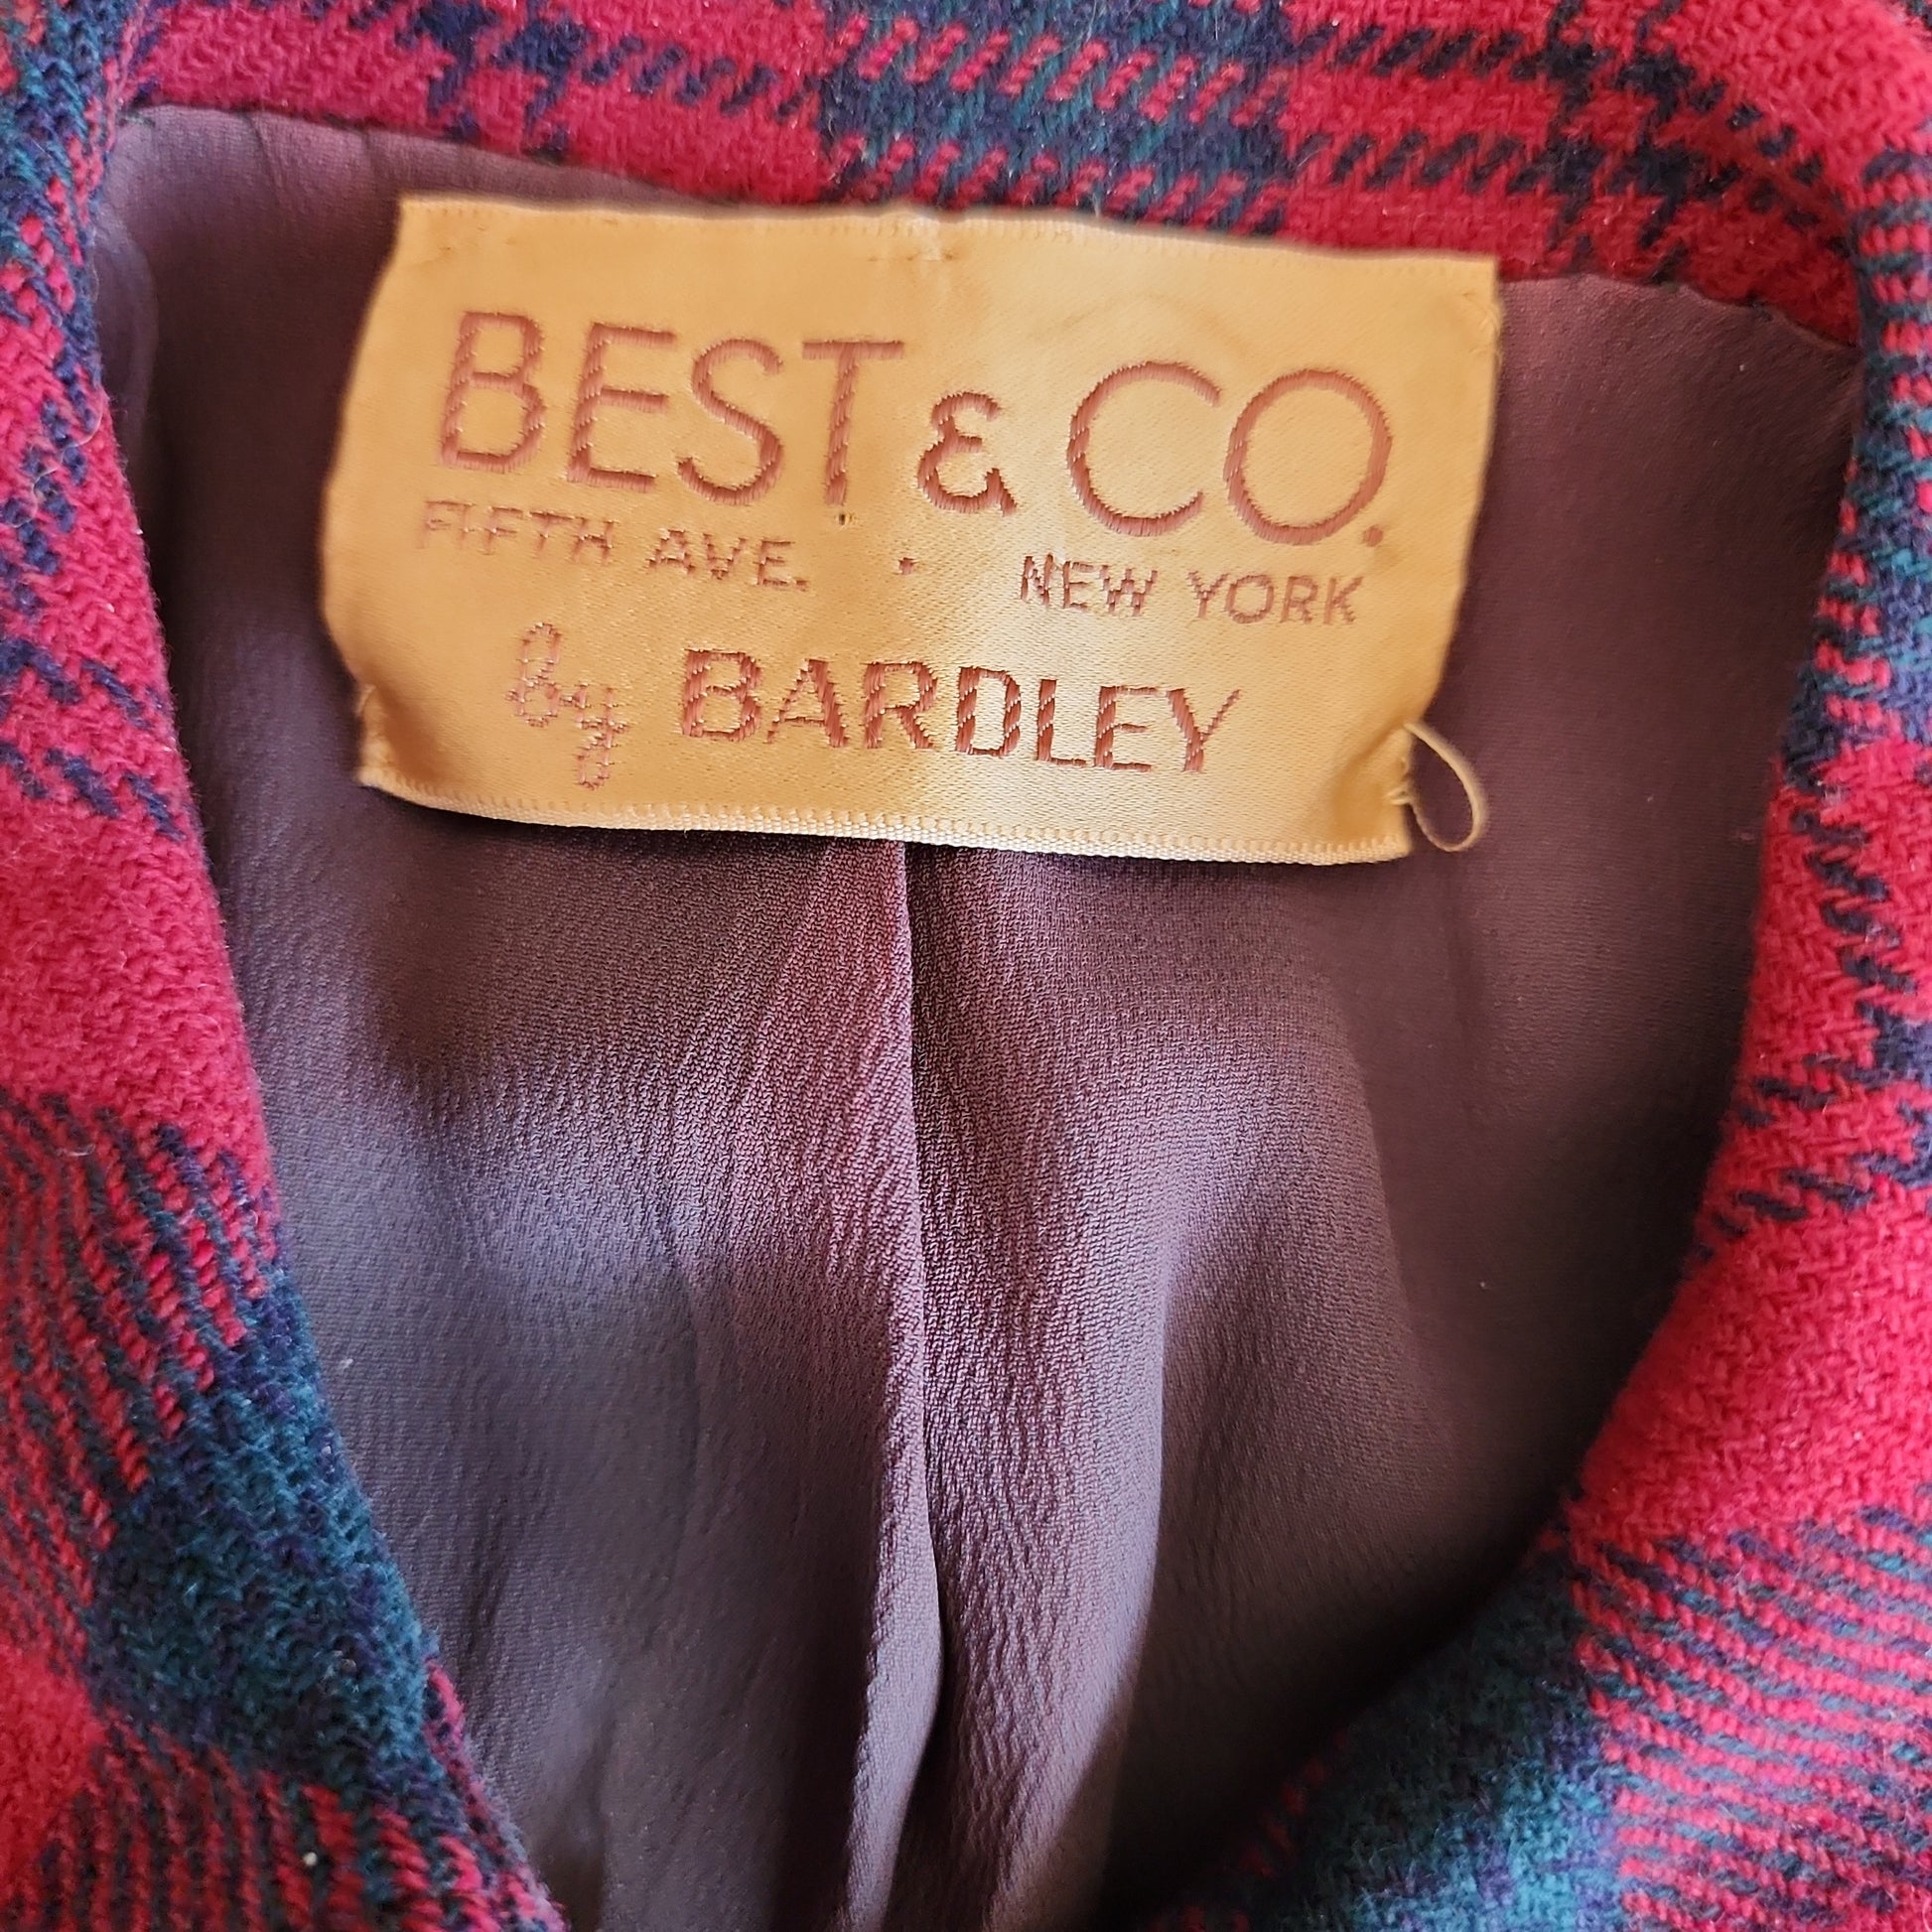 BEST & CO.
FIFTH AVE. · NEW YORK
by BARDLEY